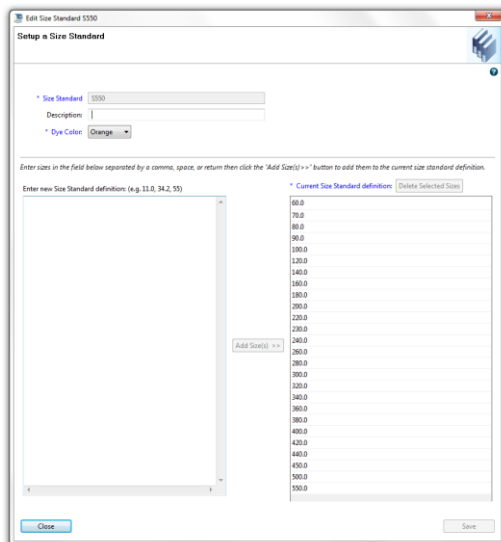 Edit Size Standard S550
Setup a Size Standard
* Size Standard S550
Description:
* Dye Color: Orange
Enter sizes in the field below separated by a comma, space, or return then click the "Add Size(s)>>" button to add them to the current size standard definition.
Enter new Size Standard definition: (e.g. 11.0, 34.2, 55)
* Current Size Standard definition: Delete Selected Sizes
60.0
70.0
80.0
90.0
100.0
120.0
140.0
160.0
180.0
200.0
220.0
230.0
240.0
260.0
280.0
300.0
320.0
340.0
360.0
380.0
400.0
420.0
440.0
450.0
500.0
550.0
Add Size(s) >>
Close
Save